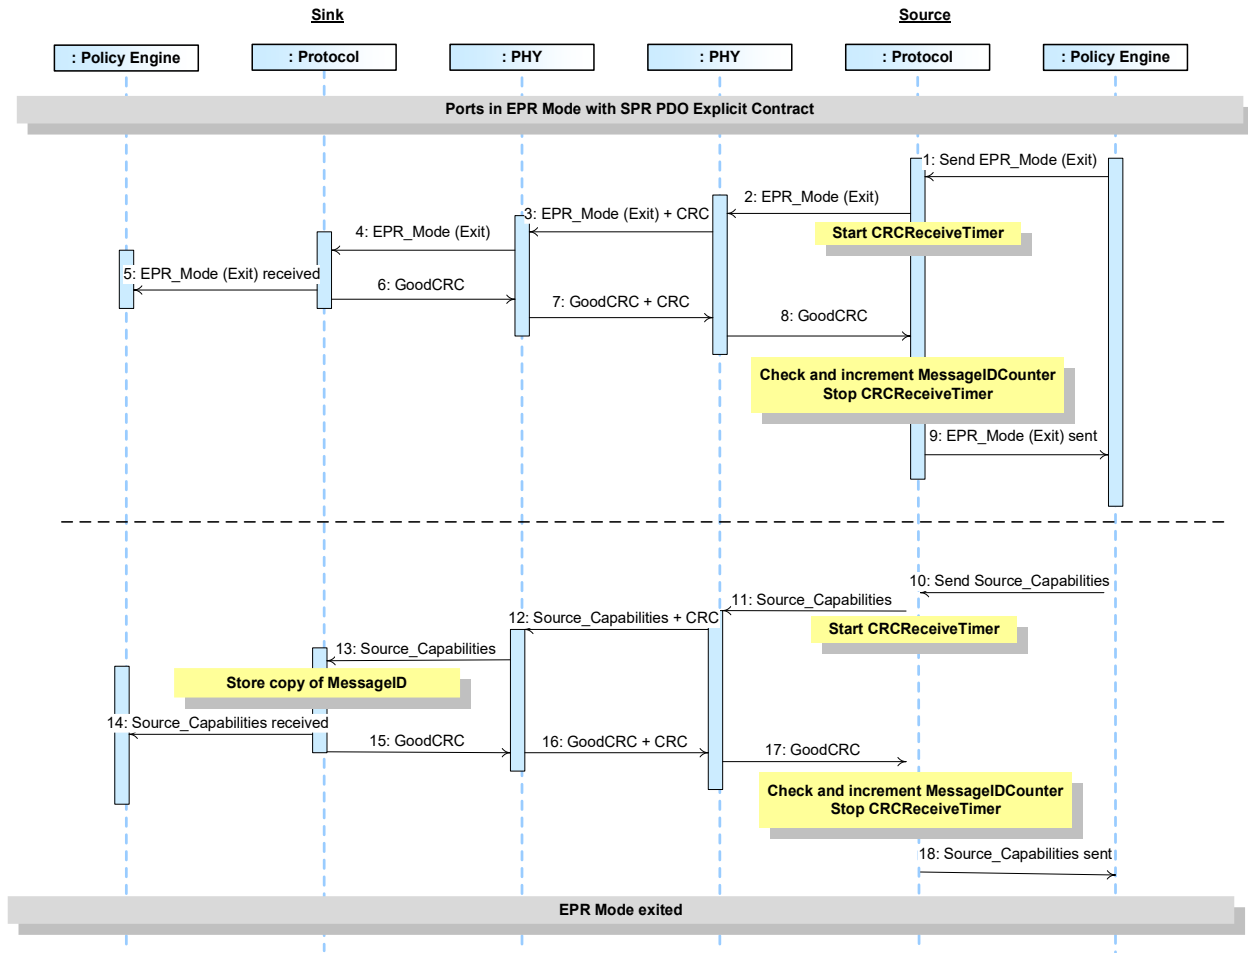 Sink
Source
: Policy Engine
: Protocol
: PHY
: PHY
: Protocol
: Policy Engine
Ports in EPR Mode with SPR PDO Explicit Contract
1: Send EPR_Mode (Exit)
2: EPR_Mode (Exit)
3: EPR_Mode (Exit) + CRC
Start CRCReceiveTimer
4: EPR_Mode (Exit)
5: EPR_Mode (Exit) received
6: GoodCRC
7: GoodCRC + CRC
8: GoodCRC
Check and increment MessageIDCounter
Stop CRCReceiveTimer
9: EPR_Mode (Exit) sent
10: Send Source_Capabilities
11: Source_Capabilities
12: Source_Capabilities + CRC
Start CRCReceiveTimer
13: Source_Capabilities
Store copy of MessageID
14: Source_Capabilities received
15: GoodCRC
16: GoodCRC + CRC
17: GoodCRC
Check and increment MessageIDCounter
Stop CRCReceiveTimer
18: Source_Capabilities sent
EPR Mode exited